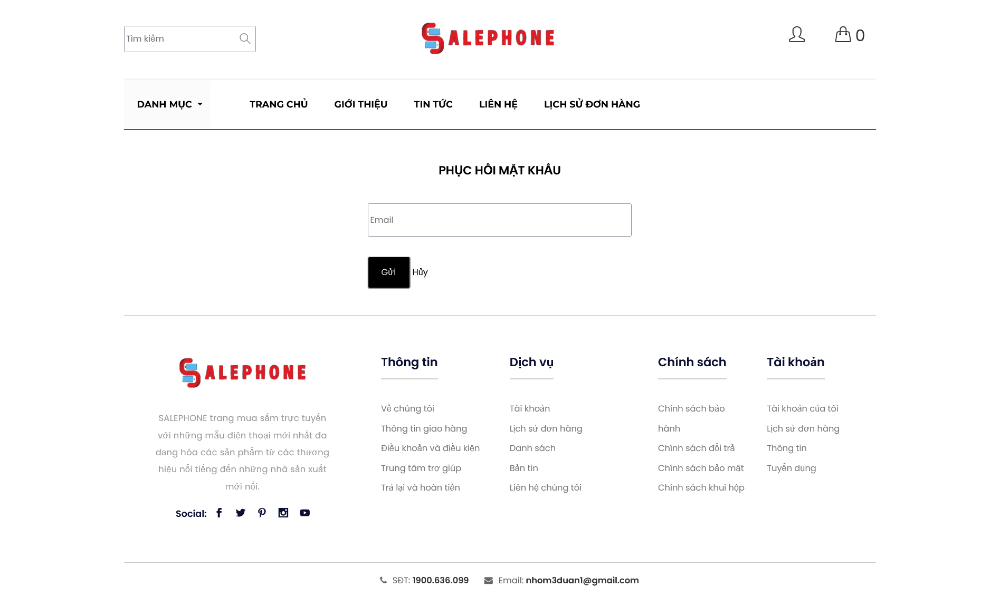 Tìm kiếm
SALEPHONE
0
DANH MỤC
TRANG CHỦ
GIỚI THIỆU
TIN TỨC
LIÊN HỆ
LỊCH SỬ ĐƠN HÀNG
PHỤC HỒI MẬT KHẨU
Email
Gửi
Hủy
SALEPHONE
SALEPHONE trang mua sắm trực tuyến
với những mẫu điện thoại mới nhất đa
dạng hóa các sản phẩm từ các thương
hiệu nổi tiếng đến những nhà sản xuất
mới nổi.
Social:
Thông tin
Về chúng tôi
Thông tin giao hàng
Điều khoản và điều kiện
Trung tâm trợ giúp
Trả lại và hoàn tiền
Dịch vụ
Tài khoản
Lịch sử đơn hàng
Danh sách
Bản tin
Liên hệ chúng tôi
Chính sách
Chính sách bảo
hành
Chính sách đổi trả
Chính sách bảo mật
Chính sách khui hộp
Tài khoản
Tài khoản của tôi
Lịch sử đơn hàng
Thông tin
Tuyển dụng
SĐT: 1900.636.099
Email: nhom3duan1@gmail.com